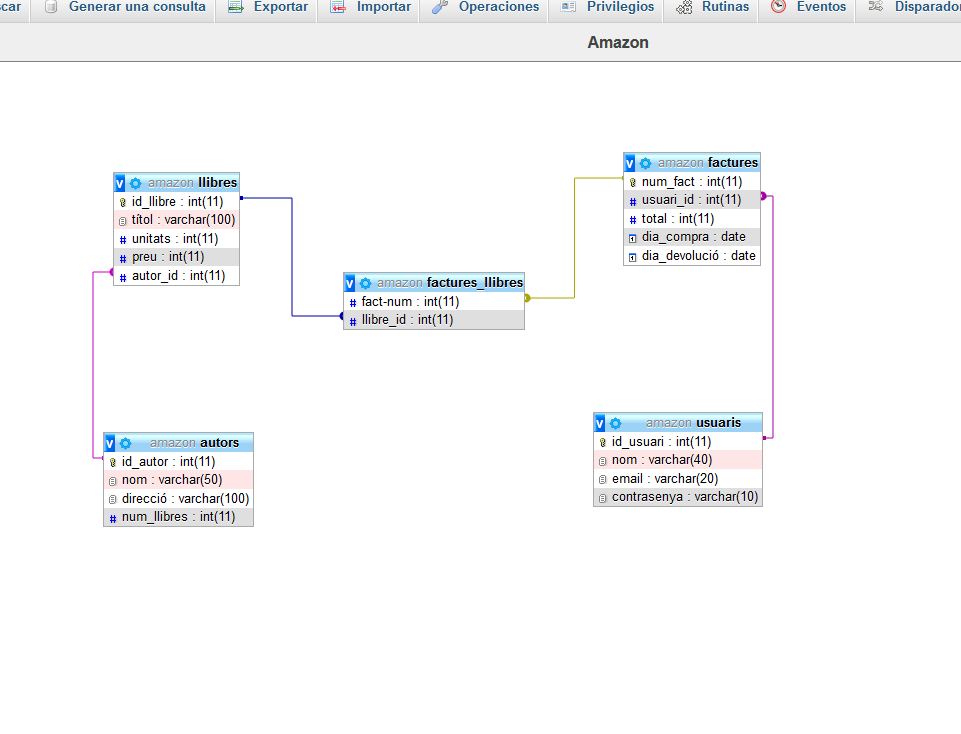 scar Generar una consulta Exportar Importar Operaciones Privilegios Rutinas Eventos Disparador
Amazon
v amazon llibres
id_llibre : int(11)
títol : varchar(100)
# unitats : int(11)
# preu : int(11)
# autor_id : int(11)
v amazon factures_llibres
# fact-num : int(11)
# llibre_id : int(11)
v amazon factures
num_fact : int(11)
# usuari_id : int(11)
# total : int(11)
dia_compra : date
dia_devolució : date
v amazon autors
id_autor : int(11)
nom : varchar(50)
direcció : varchar(100)
# num_llibres : int(11)
v amazon usuaris
id_usuari : int(11)
nom : varchar(40)
email : varchar(20)
contrasenya : varchar(10)